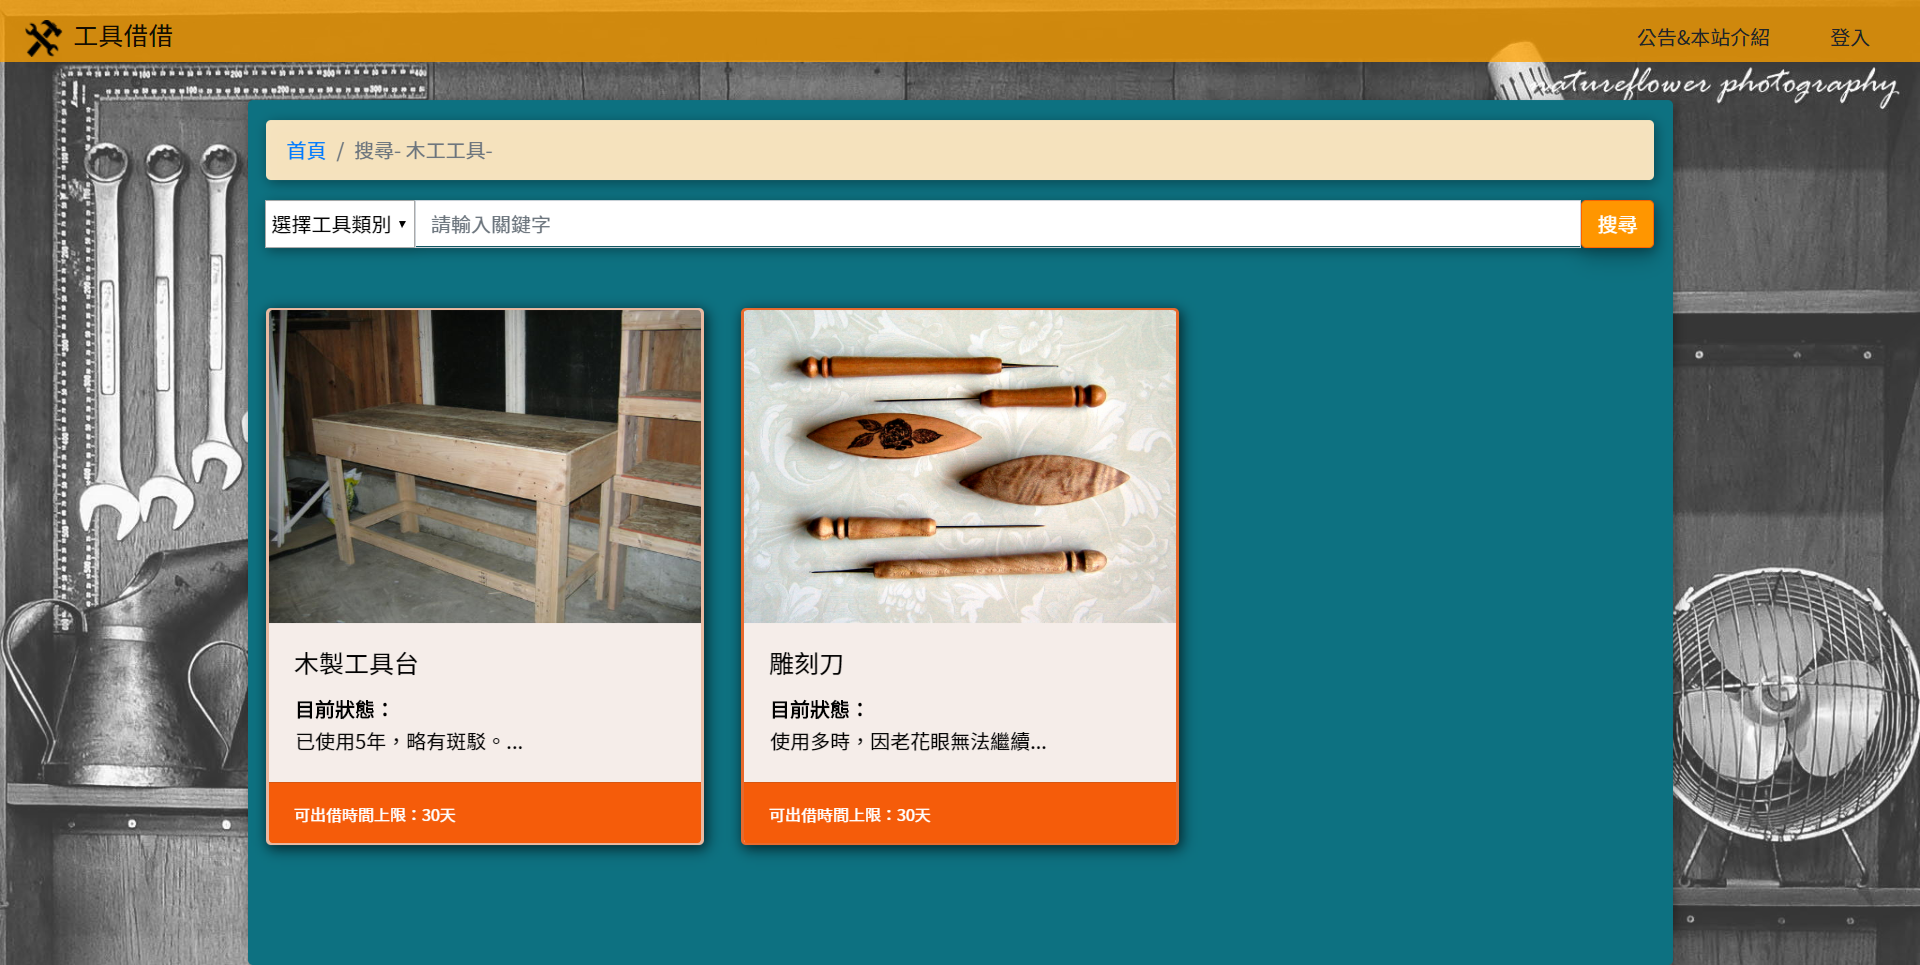 工具借借
公告&本站介紹
登入
natureflower photography
首頁 / 搜尋- 木工工具-
選擇工具類別
請輸入關鍵字
搜尋
木製工具台
目前狀態：
已使用5年，略有斑駁。...
可出借時間上限：30天
雕刻刀
目前狀態：
使用多時，因老花眼無法繼續...
可出借時間上限：30天